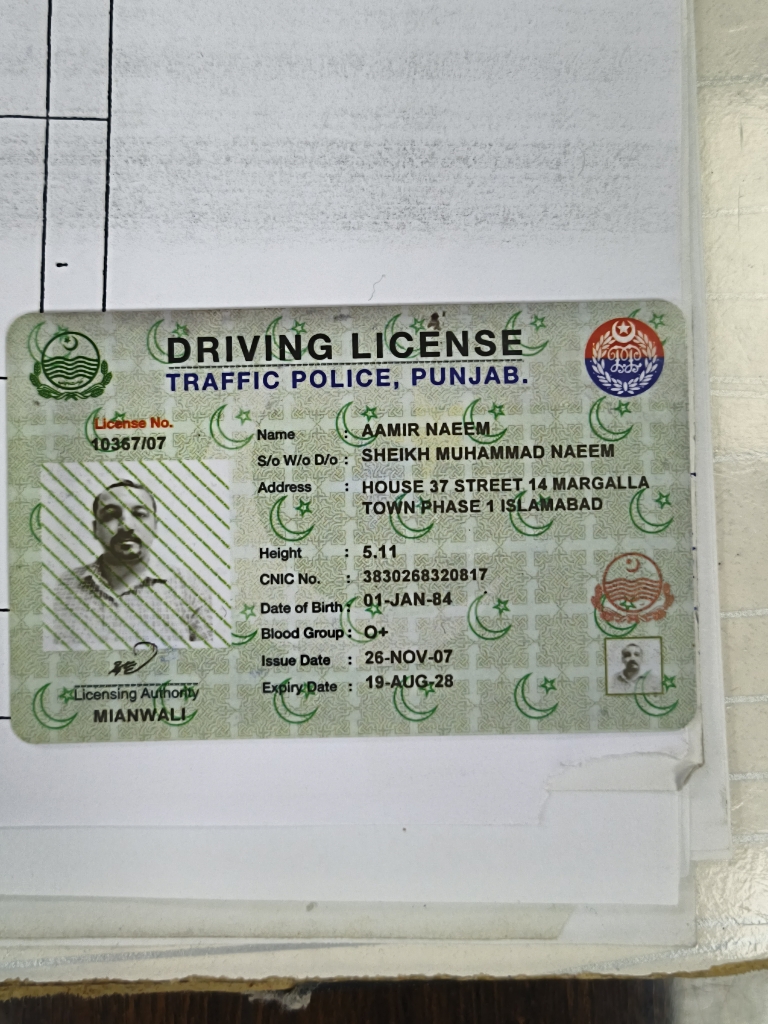 DRIVING LICENSE
TRAFFIC POLICE, PUNJAB.
License No.
10367/07
Name : AAMIR NAEEM
S/o W/o D/o : SHEIKH MUHAMMAD NAEEM
Address : HOUSE 37 STREET 14 MARGALLA
TOWN PHASE 1 ISLAMABAD
Height : 5.11
CNIC No. : 3830268320817
Date of Birth : 01-JAN-84
Blood Group : O+
Issue Date : 26-NOV-07
Expiry Date : 19-AUG-28
Licensing Authority
MIANWALI